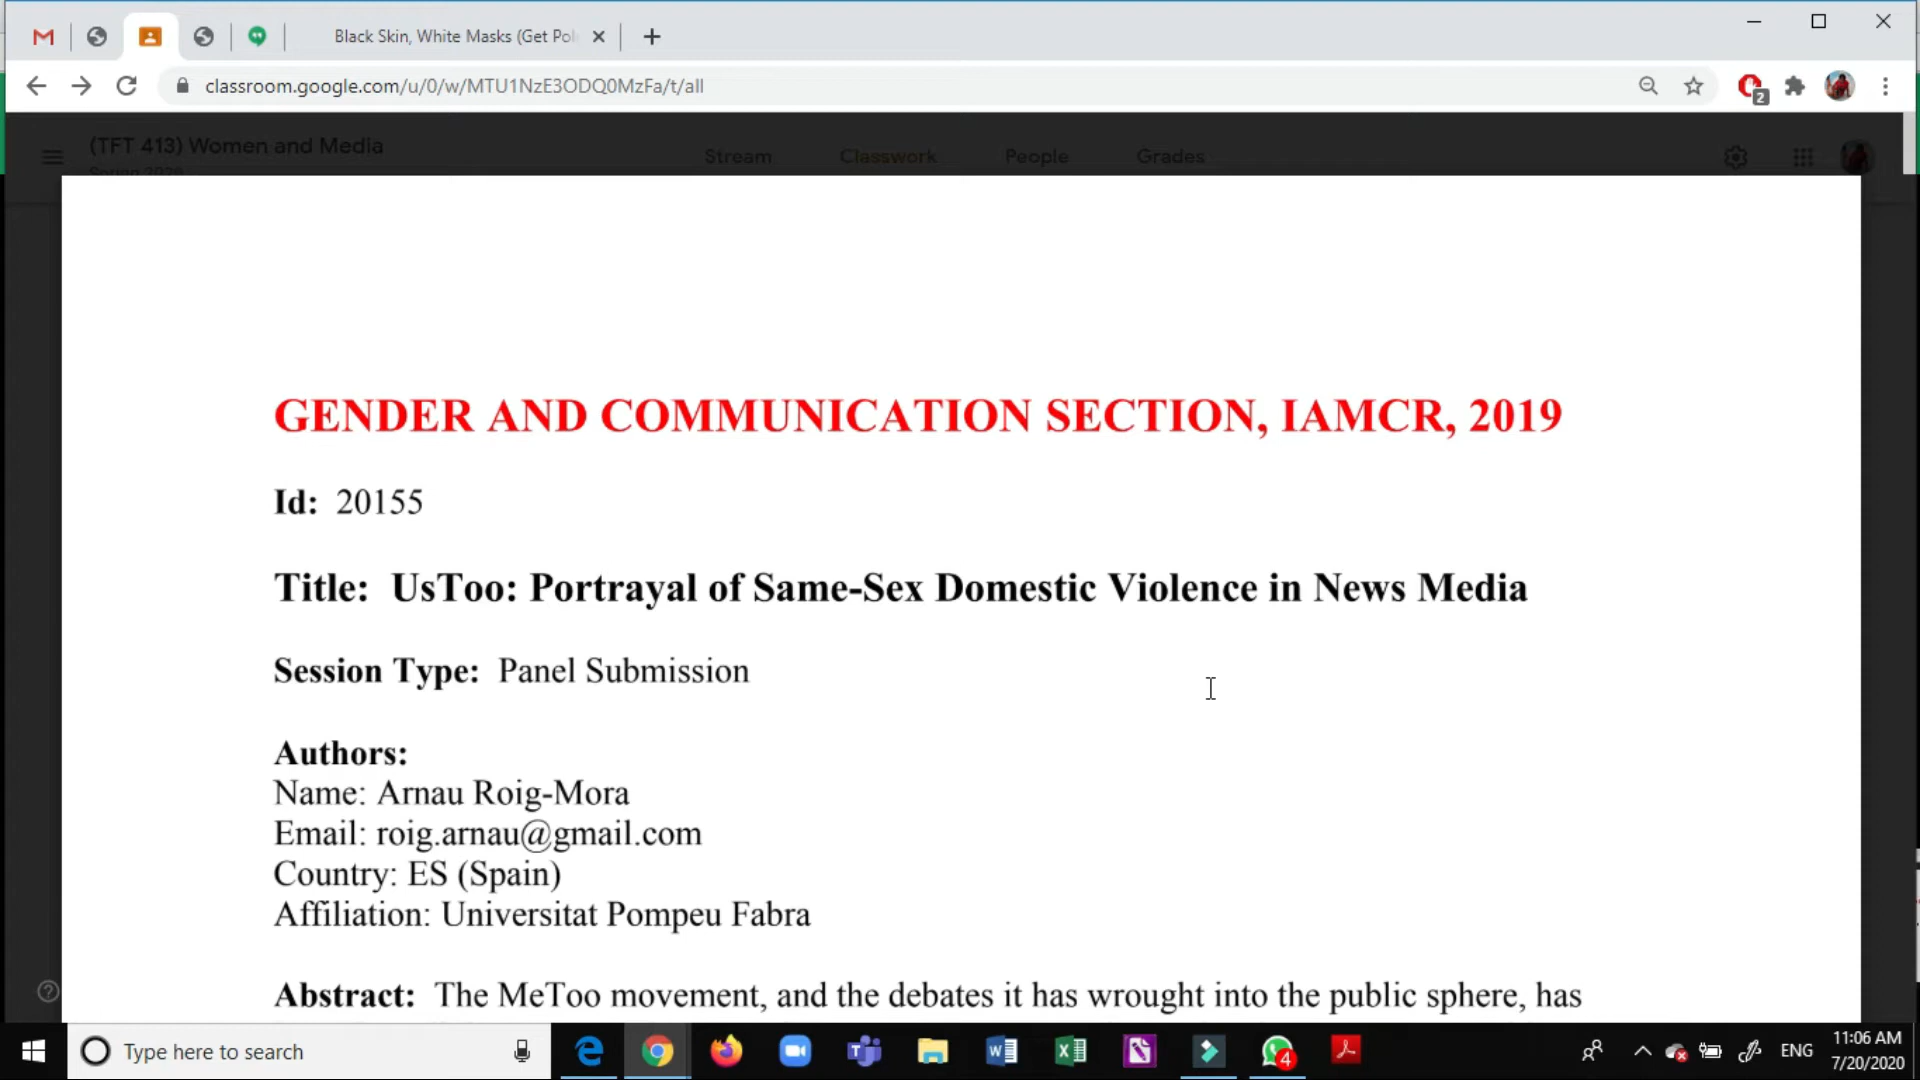 Black Skin, White Masks (Get Pol
classroom.google.com/u/0/w/MTU1NzE3ODQ0MzFa/t/all
2
(TFT 413) Women and Media
Stream Classwork People Grades
GENDER AND COMMUNICATION SECTION, IAMCR, 2019
Id: 20155
Title: UsToo: Portrayal of Same-Sex Domestic Violence in News Media
Session Type: Panel Submission
Authors:
Name: Arnau Roig-Mora
Email: roig.arnau@gmail.com
Country: ES (Spain)
Affiliation: Universitat Pompeu Fabra
Abstract: The MeToo movement, and the debates it has wrought into the public sphere, has
Type here to search
4
ENG
11:06 AM
7/20/2020